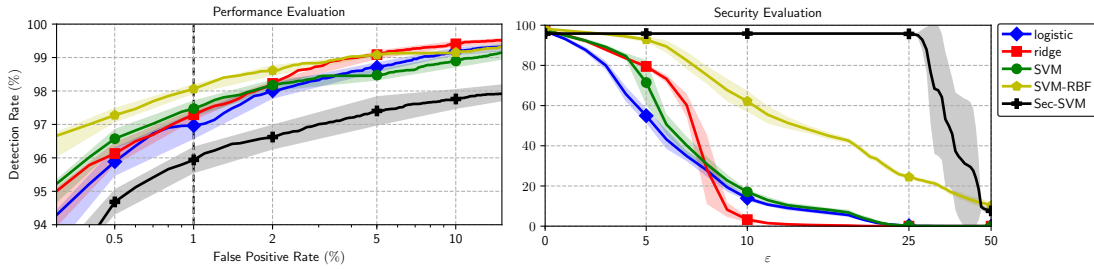 Performance Evaluation
Detection Rate (%)
100
99
98
97
96
95
94
0.5
1
2
5
10
False Positive Rate (%)
Security Evaluation
100
80
60
40
20
0
0
5
10
25
50
ε
logistic
ridge
SVM
SVM-RBF
Sec-SVM